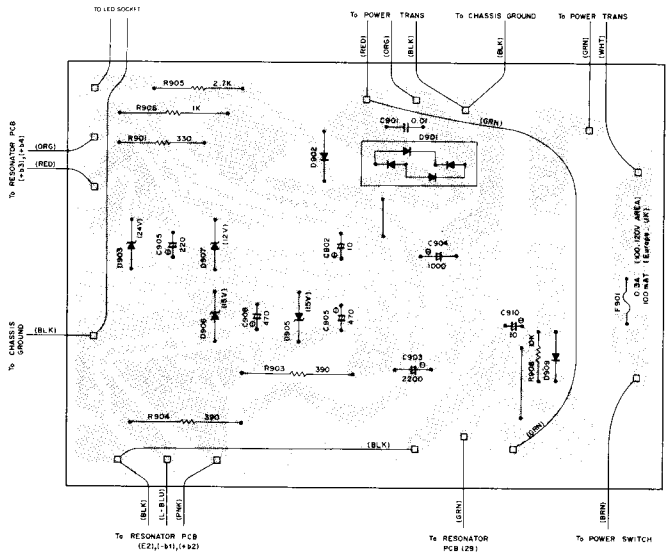 To LED SOCKET
To POWER TRANS
To CHASSIS GROUND
To POWER TRANS
(RED)
(ORG)
(BLK)
(BLK)
(GRN)
(WHT)
R905 2.7K
R906 1K
R901 330
C901 0.01
D901
(GRN)
D902
To RESONATOR PCB
(+b3),(+b4)
(ORG)
(RED)
D903 (24V)
C905 220
D907 (12V)
C802 10
C904
1000
F901 0.3A (100,120V AREA)
100mAT (Europe, UK)
D906 (15V)
C908 470
D905 (15V)
C805 470
C910
10
R908 10K
D909
To CHASSIS
GROUND
(BLK)
R903 390
C903
2200
R904 390
(BLK)
(GRN)
(BLK)
(L-BLU)
(PNK)
(GRN)
(BRN)
To RESONATOR PCB
(E2),(-b1),(+b2)
To RESONATOR
PCB (29)
To POWER SWITCH